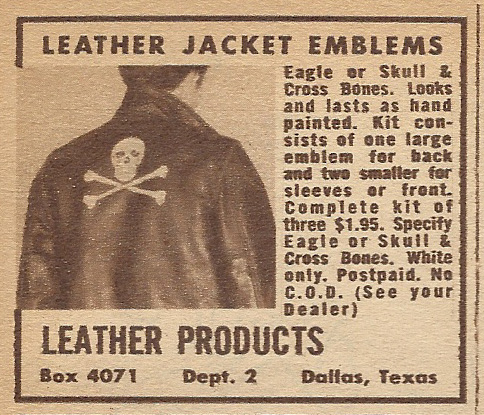 LEATHER JACKET EMBLEMS
Eagle or Skull &
Cross Bones. Looks
and lasts as hand
painted. Kit con-
sists of one large
emblem for back
and two smaller for
sleeves or front.
Complete kit of
three $1.95. Specify
Eagle or Skull &
Cross Bones. White
only. Postpaid. No
C.O.D. (See your
Dealer)
LEATHER PRODUCTS
Box 4071 Dept. 2 Dallas, Texas